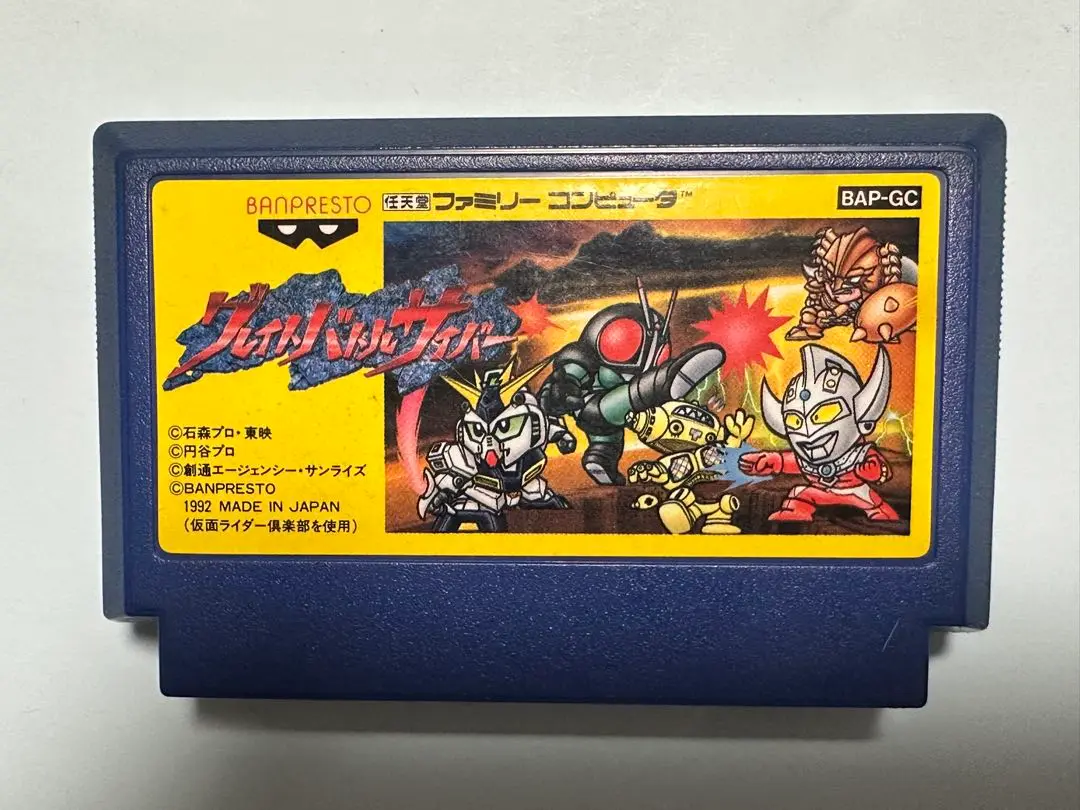 BANPRESTO
任天堂 ファミリー コンピュータ™
BAP-GC
グレイトバトルサイバー
©石森プロ・東映
©円谷プロ
©創通エージェンシー・サンライズ
©BANPRESTO
1992 MADE IN JAPAN
(仮面ライダー倶楽部を使用)